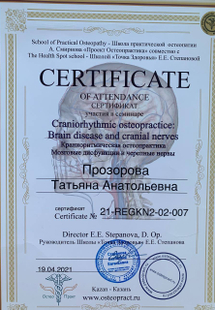 School of Practical Osteopathy - Школа практической остеопатии
А. Смирнова «Проект Остеопрактика» совместно с
The Health Spot school - Школой «Точка Здоровья» Е.Е. Степановой
CERTIFICATE
OF ATTENDANCE
СЕРТИФИКАТ
участия в семинаре
Craniorhythmic osteopractice:
Brain disease and cranial nerves
Краниоритмическая остеопрактика
Мозговые дисфункции и черепные нервы
Прозорова
Татьяна Анатольевна
сертификат
Certificate № 21-REGKN2-02-007
Director E.E. Stepanova, D. Op.
Руководитель Школы «Точка Здоровья» Е.Е. Степанова
19.04.2021
Kazan - Казань
www.osteopract.ru